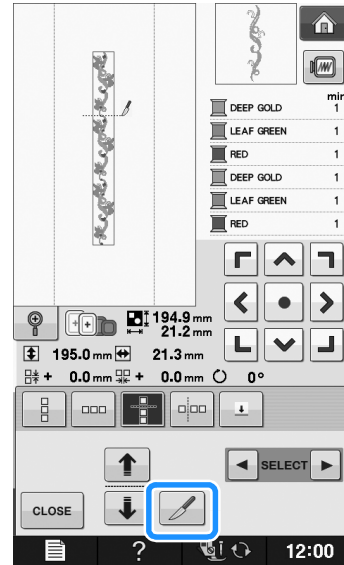 min
DEEP GOLD 1
LEAF GREEN 1
RED 1
DEEP GOLD 1
LEAF GREEN 1
RED 1
194.9 mm
21.2 mm
195.0 mm 21.3 mm
+ 0.0 mm + 0.0 mm 0°
SELECT
CLOSE
? 12:00